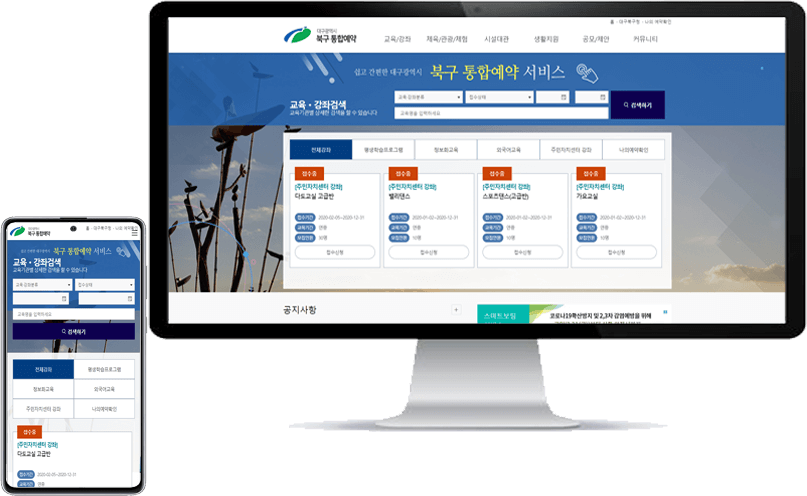 홈 · 대구북구청 · 나의 예약확인
대구광역시
북구 통합예약
교육/강좌 체육/관광/체험 시설대관 생활지원 공모/제안 커뮤니티
쉽고 간편한 대구광역시 북구 통합예약 서비스
교육 · 강좌검색
교육기관별 상세한 검색을 할 수 있습니다
교육 강좌분류 접수상태
교육명을 입력하세요
검색하기
전체강좌 평생학습프로그램 정보화교육 외국어교육 주민자치센터 강좌 나의예약확인
접수중 접수중 접수중 접수중
[주민자치센터 강좌] [주민자치센터 강좌] [주민자치센터 강좌] [주민자치센터 강좌]
다도교실 고급반 밸리댄스 스포츠댄스(고급반) 가요교실
접수기간 2020-02-05~2020-12-31 접수기간 2020-01-02~2020-12-31 접수기간 2020-01-02~2020-12-31 접수기간 2020-01-02~2020-12-31
교육기간 연중 교육기간 연중 교육기간 연중 교육기간 연중
모집인원 10명 모집인원 10명 모집인원 10명 모집인원 10명
접수신청 접수신청 접수신청 접수신청
공지사항
스마트보틸
코로나19확산방지 및 2,3차 감염예방을 위해
홈 · 대구북구청 · 나의 예약확인
북구 통합예약
쉽고 간편한 대구광역시 북구 통합예약 서비스
교육 · 강좌검색
교육기관별 상세한 검색을 할 수 있습니다
교육 강좌분류 접수상태
교육명을 입력하세요
검색하기
전체강좌 평생학습프로그램
정보화교육 외국어교육
주민자치센터 강좌 나의예약확인
접수중
[주민자치센터 강좌]
다도교실 고급반
접수기간 2020-02-05~2020-12-31
교육기간 연중